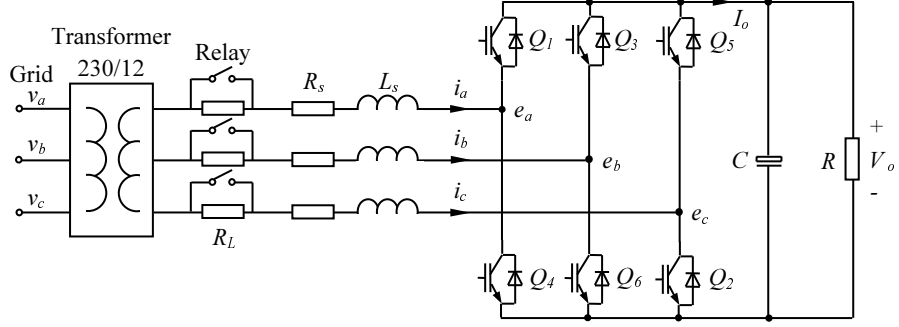 Transformer
230/12
Relay
Grid
v_a
v_b
v_c
R_s
L_s
R_L
i_a
i_b
i_c
e_a
e_b
e_c
Q_1
Q_3
Q_5
Q_4
Q_6
Q_2
I_o
C
R
+
V_o
-